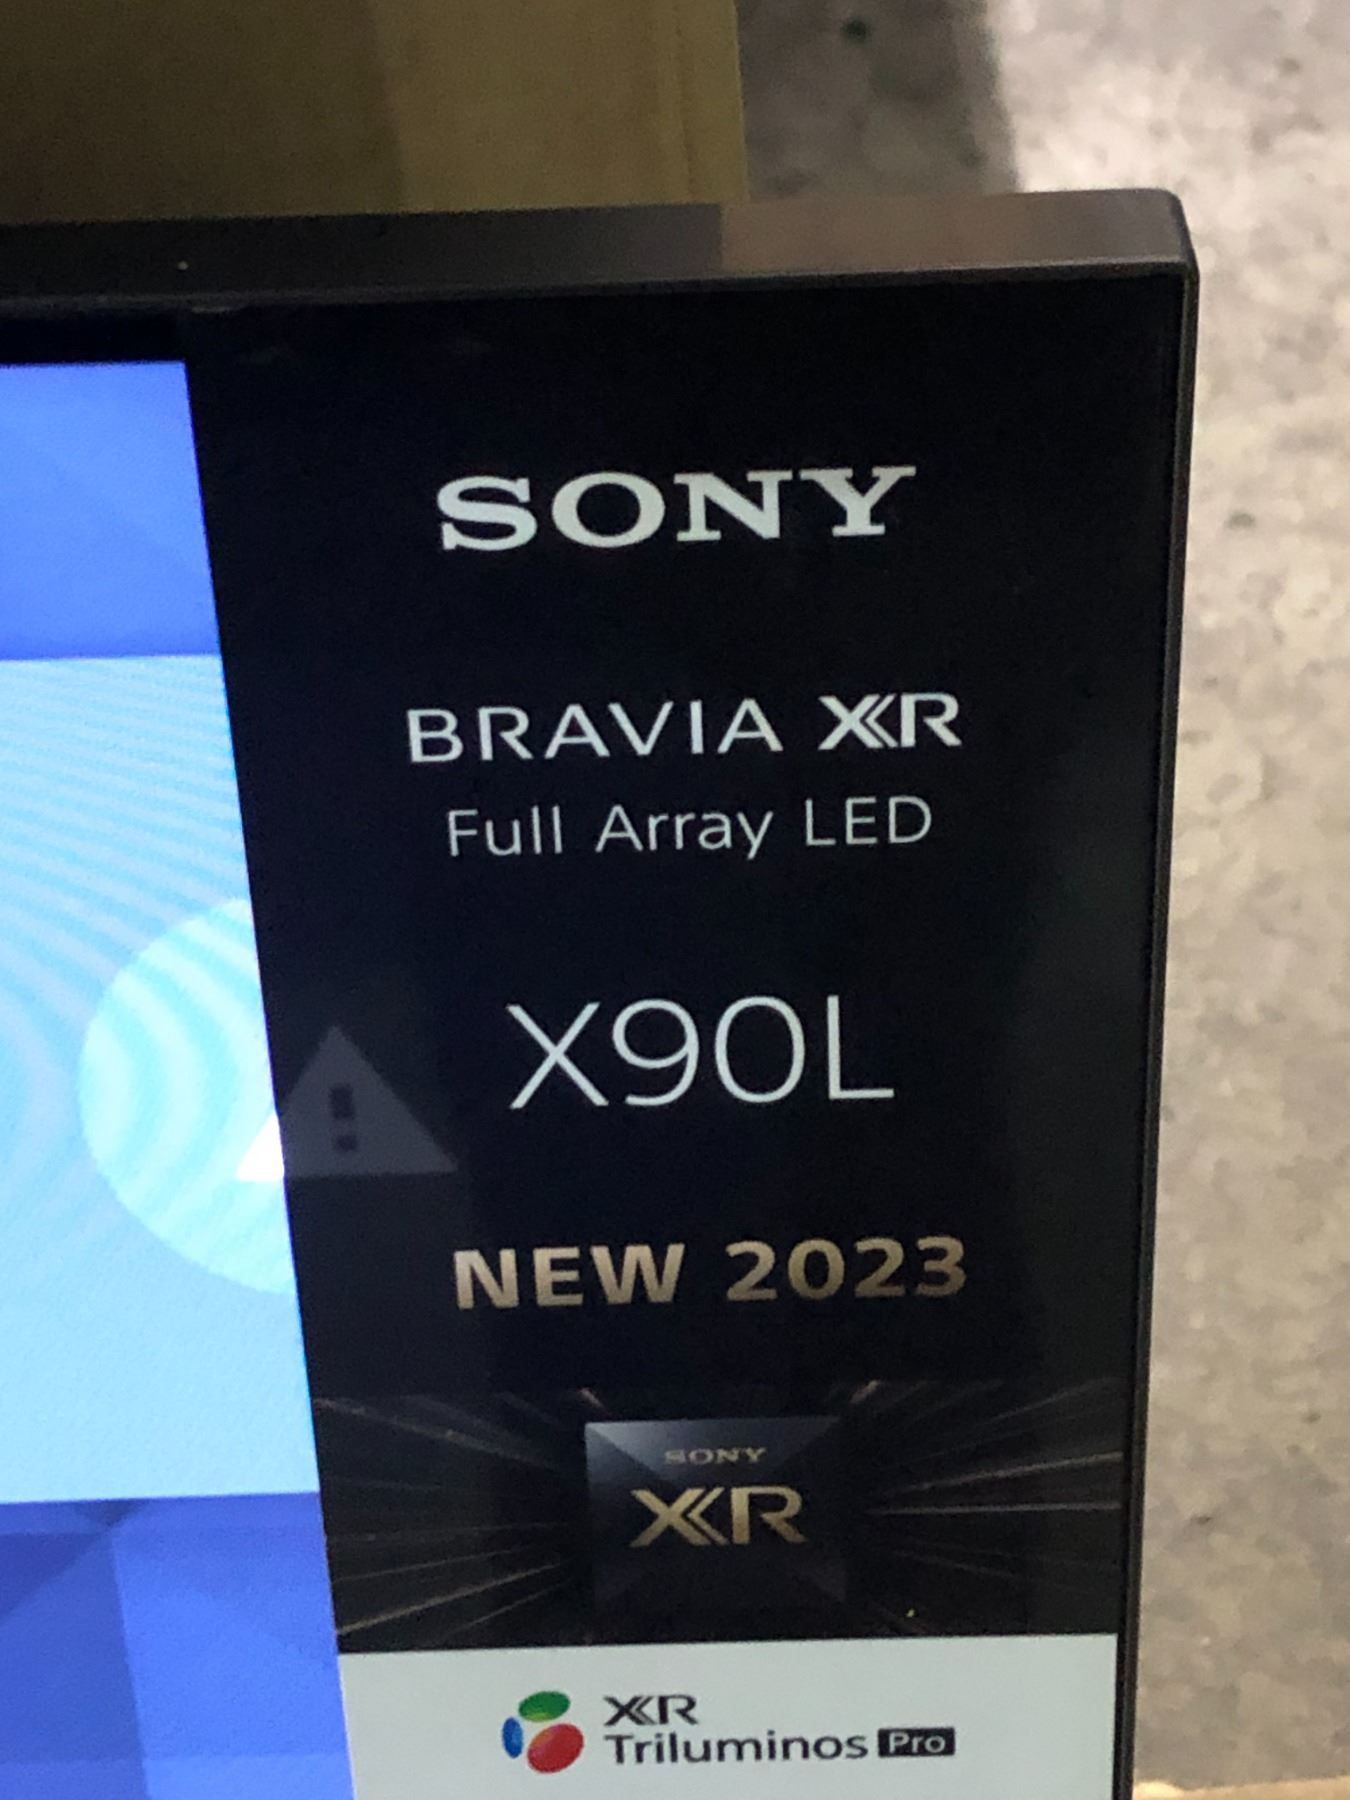 SONY
BRAVIA XR
Full Array LED
X90L
!
NEW 2023
SONY
XR
XR
Triluminos Pro